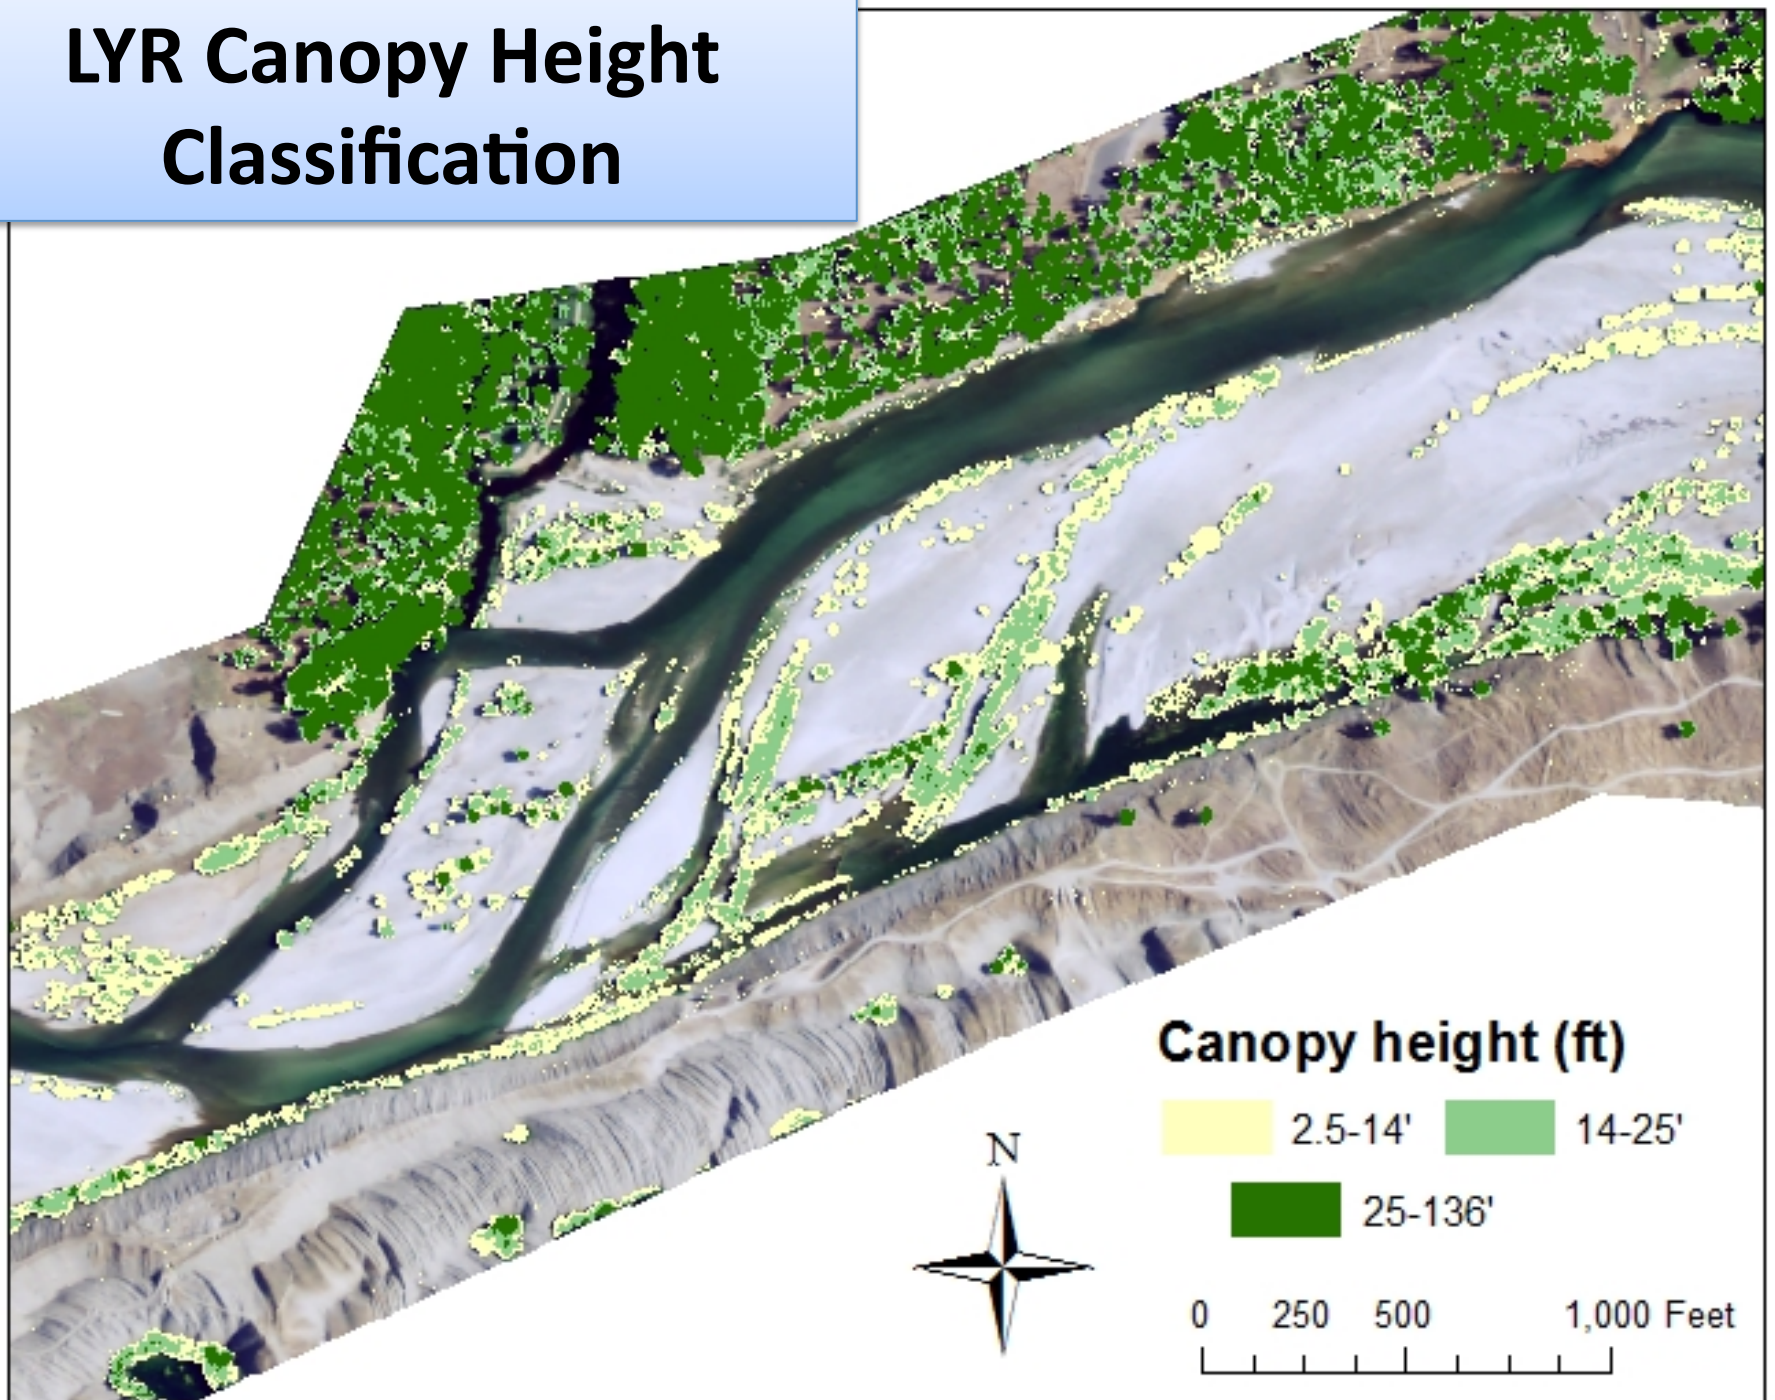 LYR Canopy Height
Classification
Canopy height (ft)
2.5-14' 14-25'
25-136'
N
0 250 500 1,000 Feet